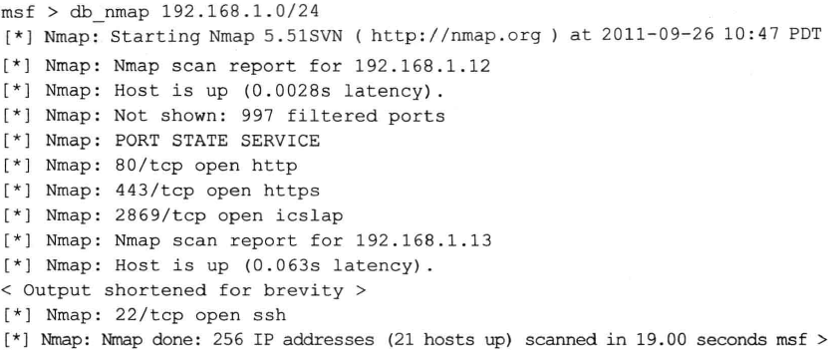 msf > db_nmap 192.168.1.0/24
[*] Nmap: Starting Nmap 5.51SVN ( http://nmap.org ) at 2011-09-26 10:47 PDT
[*] Nmap: Nmap scan report for 192.168.1.12
[*] Nmap: Host is up (0.0028s latency).
[*] Nmap: Not shown: 997 filtered ports
[*] Nmap: PORT STATE SERVICE
[*] Nmap: 80/tcp open http
[*] Nmap: 443/tcp open https
[*] Nmap: 2869/tcp open icslap
[*] Nmap: Nmap scan report for 192.168.1.13
[*] Nmap: Host is up (0.063s latency).
< Output shortened for brevity >
[*] Nmap: 22/tcp open ssh
[*] Nmap: Nmap done: 256 IP addresses (21 hosts up) scanned in 19.00 seconds msf >